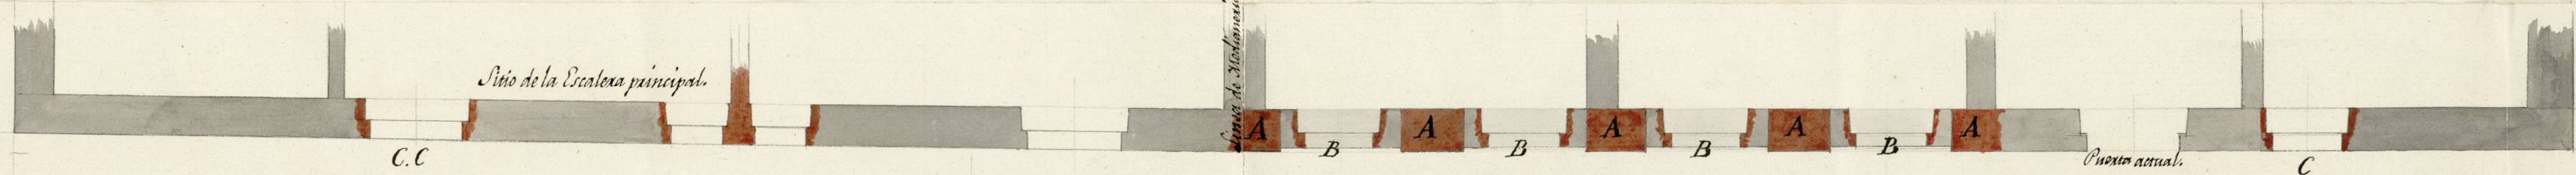 Sitio de la Escalera principal.
C.C
Linea de Medianeria
A
B
A
B
A
B
A
B
A
Puerta actual.
C